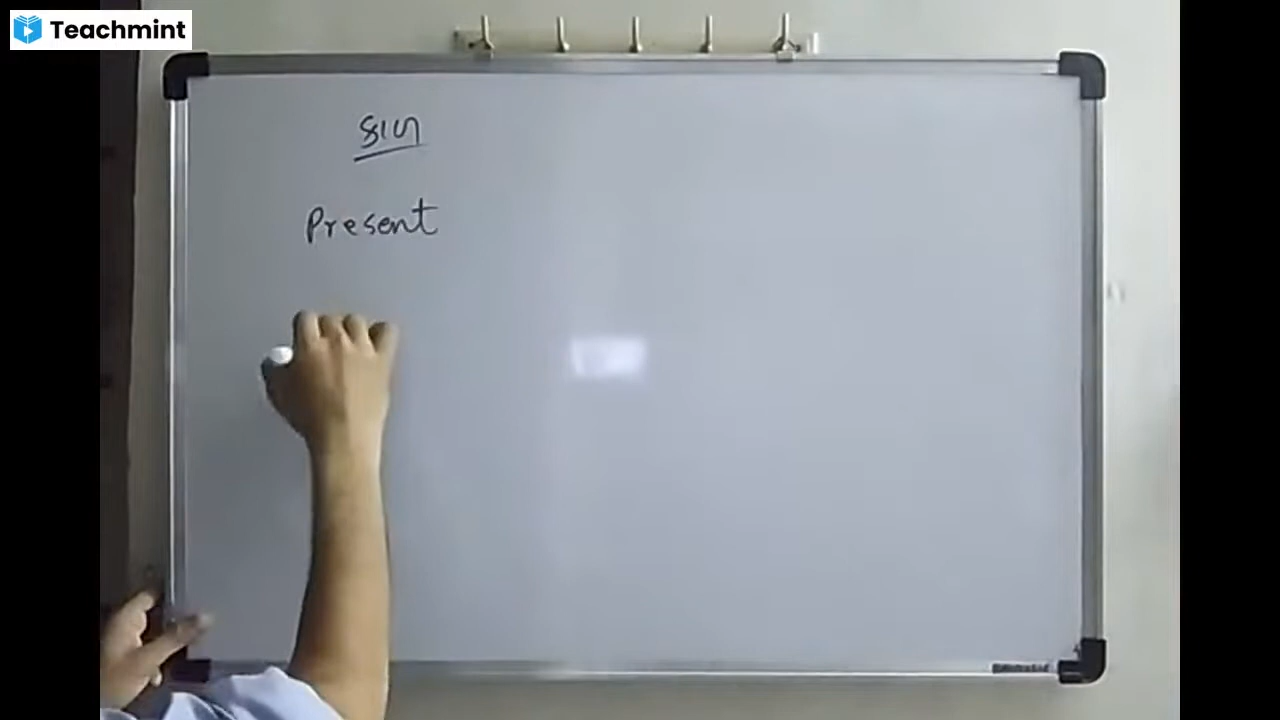 Teachmint
કાળ
Present